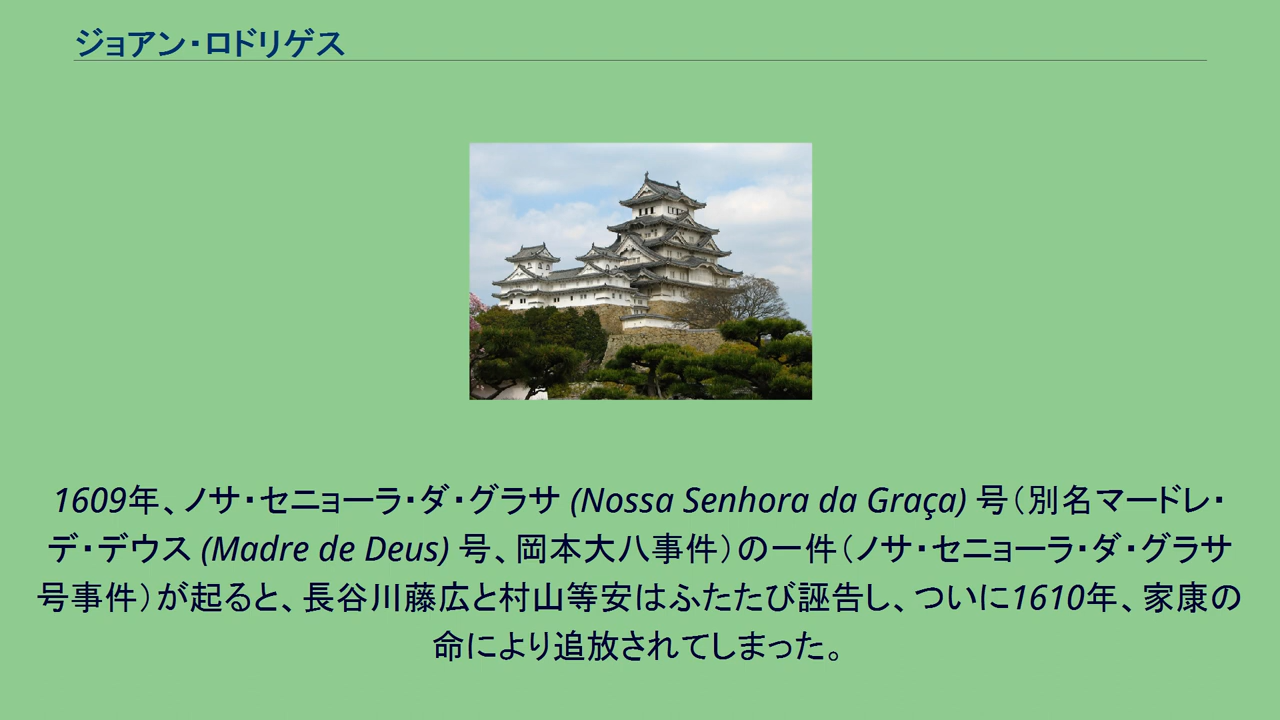 ジョアン・ロドリゲス
1609年、ノサ・セニョーラ・ダ・グラサ (Nossa Senhora da Graça) 号（別名マードレ・
デ・デウス (Madre de Deus) 号、岡本大八事件）の一件（ノサ・セニョーラ・ダ・グラサ
号事件）が起ると、長谷川藤広と村山等安はふたたび誣告し、ついに1610年、家康の
命により追放されてしまった。